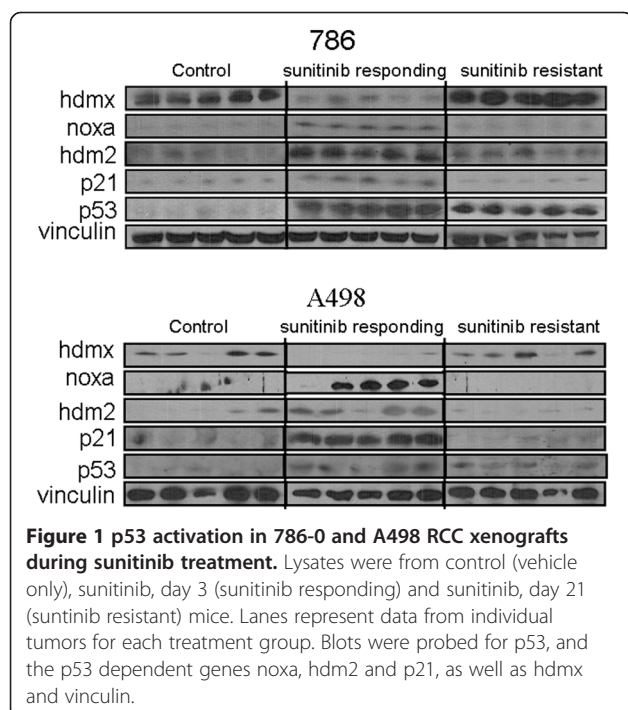 786
Control sunitinib responding sunitinib resistant
hdmx
noxa
hdm2
p21
p53
vinculin
A498
Control sunitinib responding sunitinib resistant
hdmx
noxa
hdm2
p21
p53
vinculin
Figure 1 p53 activation in 786-0 and A498 RCC xenografts
during sunitinib treatment. Lysates were from control (vehicle
only), sunitinib, day 3 (sunitinib responding) and sunitinib, day 21
(suntinib resistant) mice. Lanes represent data from individual
tumors for each treatment group. Blots were probed for p53, and
the p53 dependent genes noxa, hdm2 and p21, as well as hdmx
and vinculin.